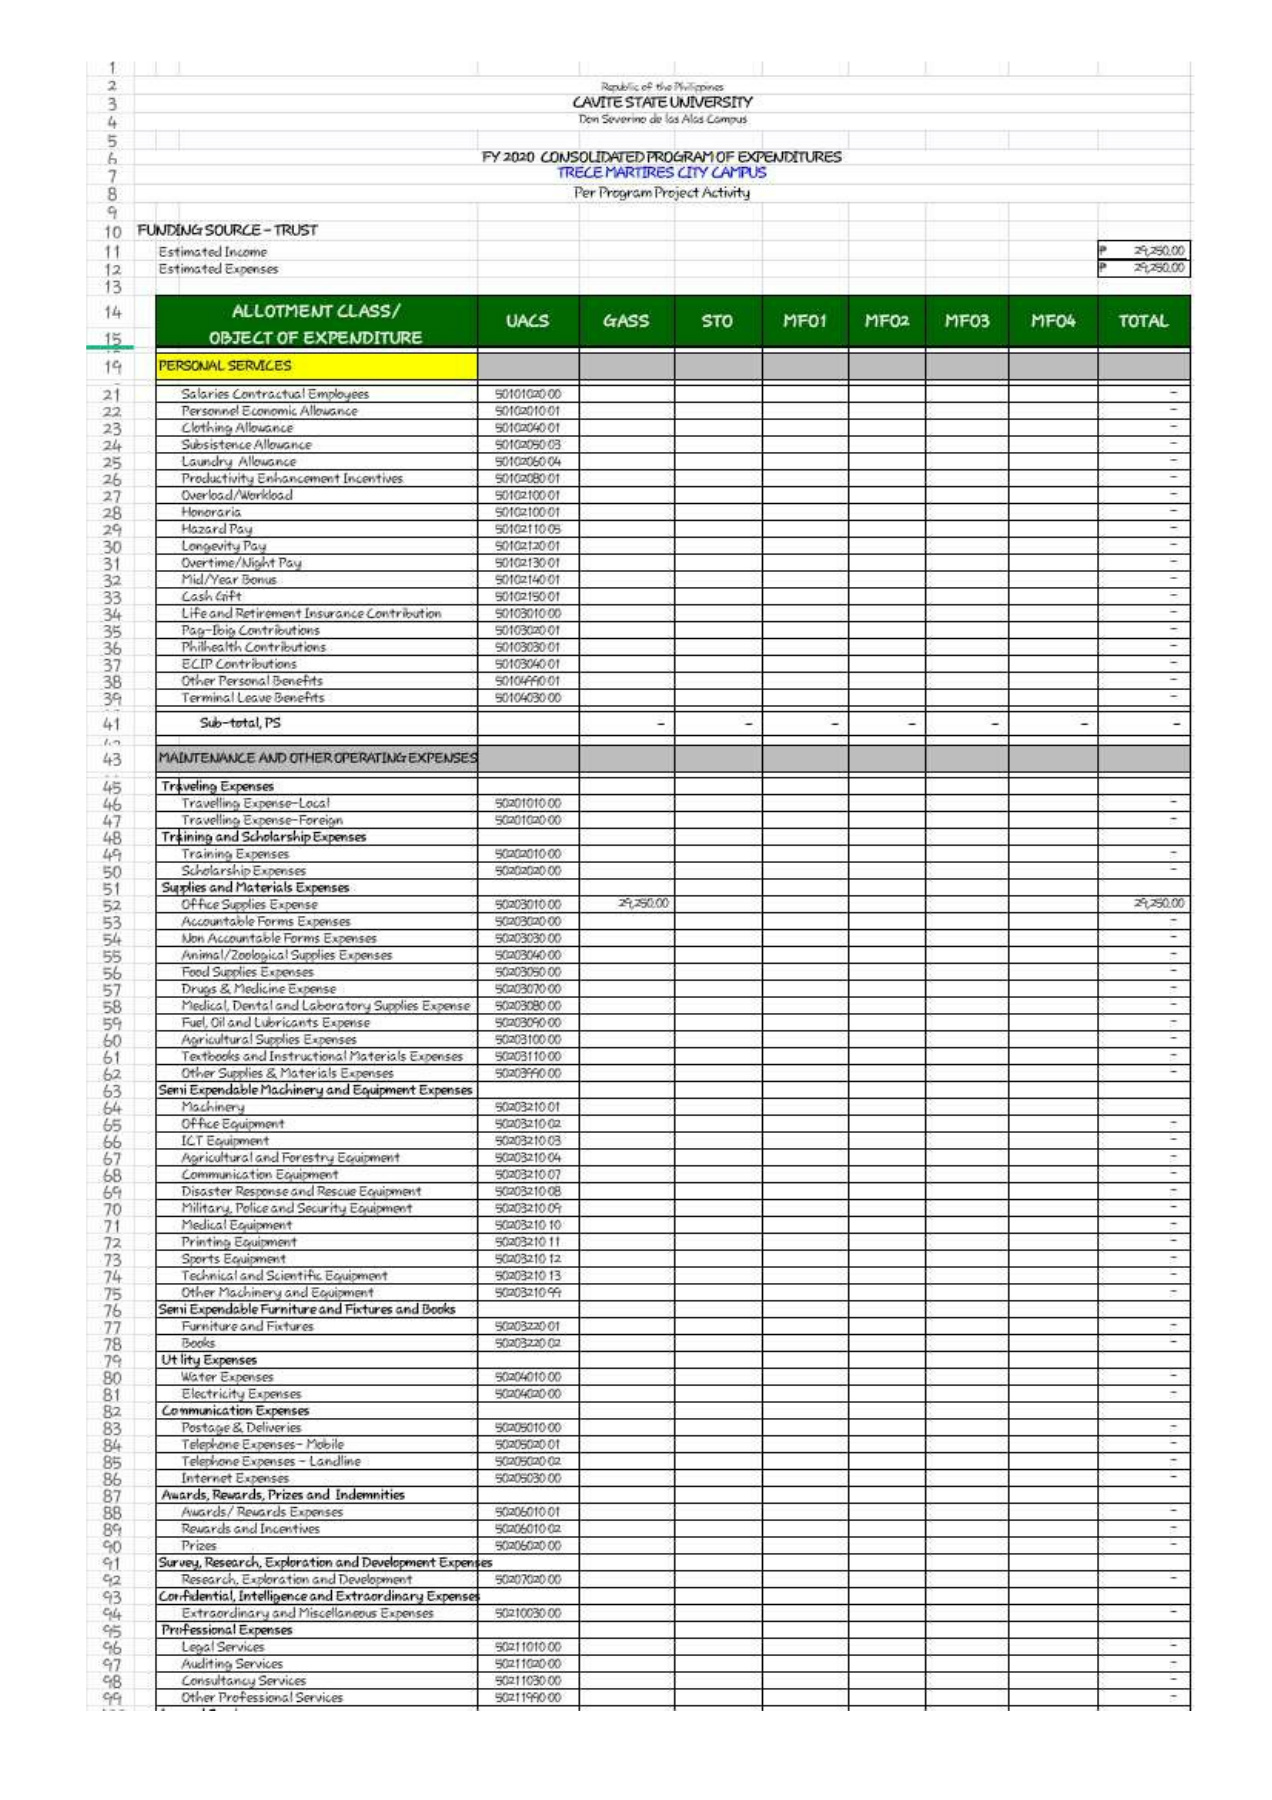 1
2 Republic of the Philippines
3 CAVITE STATE UNIVERSITY
4 Don Severino de las Alas Campus
5
6 FY 2020 CONSOLIDATED PROGRAM OF EXPENDITURES
7 TRECE MARTIRES CITY CAMPUS
8 Per Program Project Activity
9
10 FUNDING SOURCE - TRUST
11 Estimated Income ₱ 29,250.00
12 Estimated Expenses ₱ 29,250.00
13
14 ALLOTMENT CLASS/ UACS GASS STO MFO1 MFO2 MFO3 MFO4 TOTAL
15 OBJECT OF EXPENDITURE
19 PERSONAL SERVICES
21 Salaries Contractual Employees 50101020 00 -
22 Personnel Economic Allowance 50102010 01 -
23 Clothing Allowance 50102040 01 -
24 Subsistence Allowance 50102050 03 -
25 Laundry Allowance 50102060 04 -
26 Productivity Enhancement Incentives 50102080 01 -
27 Overload/Workload 50102100 01 -
28 Honoraria 50102100 01 -
29 Hazard Pay 50102110 05 -
30 Longevity Pay 50102120 01 -
31 Overtime/Night Pay 50102130 01 -
32 Mid/Year Bonus 50102140 01 -
33 Cash Gift 50102150 01 -
34 Life and Retirement Insurance Contribution 50103010 00 -
35 Pag-Ibig Contributions 50103020 01 -
36 Philhealth Contributions 50103030 01 -
37 ECIP Contributions 50103040 01 -
38 Other Personal Benefits 50104990 01 -
39 Terminal Leave Benefits 50104030 00 -
41 Sub-total, PS - - - - - - -
43 MAINTENANCE AND OTHER OPERATING EXPENSES
45 Traveling Expenses
46 Travelling Expense-Local 50201010 00 -
47 Travelling Expense-Foreign 50201020 00 -
48 Training and Scholarship Expenses
49 Training Expenses 50202010 00 -
50 Scholarship Expenses 50202020 00 -
51 Supplies and Materials Expenses
52 Office Supplies Expense 50203010 00 29,250.00 29,250.00
53 Accountable Forms Expenses 50203020 00 -
54 Non Accountable Forms Expenses 50203030 00 -
55 Animal/Zoological Supplies Expenses 50203040 00 -
56 Food Supplies Expenses 50203050 00 -
57 Drugs & Medicine Expense 50203070 00 -
58 Medical, Dental and Laboratory Supplies Expense 50203080 00 -
59 Fuel, Oil and Lubricants Expense 50203090 00 -
60 Agricultural Supplies Expenses 50203100 00 -
61 Textbooks and Instructional Materials Expenses 50203110 00 -
62 Other Supplies & Materials Expenses 50203990 00 -
63 Semi Expendable Machinery and Equipment Expenses
64 Machinery 50203210 01
65 Office Equipment 50203210 02 -
66 ICT Equipment 50203210 03 -
67 Agricultural and Forestry Equipment 50203210 04 -
68 Communication Equipment 50203210 07 -
69 Disaster Response and Rescue Equipment 50203210 08 -
70 Military, Police and Security Equipment 50203210 09 -
71 Medical Equipment 50203210 10 -
72 Printing Equipment 50203210 11 -
73 Sports Equipment 50203210 12 -
74 Technical and Scientific Equipment 50203210 13 -
75 Other Machinery and Equipment 50203210 99 -
76 Semi Expendable Furniture and Fixtures and Books
77 Furniture and Fixtures 50203220 01 -
78 Books 50203220 02 -
79 Utility Expenses
80 Water Expenses 50204010 00 -
81 Electricity Expenses 50204020 00 -
82 Communication Expenses
83 Postage & Deliveries 50205010 00 -
84 Telephone Expenses- Mobile 50205020 01 -
85 Telephone Expenses - Landline 50205020 02 -
86 Internet Expenses 50205030 00 -
87 Awards, Rewards, Prizes and Indemnities
88 Awards/ Rewards Expenses 50206010 01 -
89 Rewards and Incentives 50206010 02 -
90 Prizes 50206020 00 -
91 Survey, Research, Exploration and Development Expenses
92 Research, Exploration and Development 50207020 00 -
93 Confidential, Intelligence and Extraordinary Expenses
94 Extraordinary and Miscellaneous Expenses 50210030 00 -
95 Professional Expenses
96 Legal Services 50211010 00 -
97 Auditing Services 50211020 00 -
98 Consultancy Services 50211030 00 -
99 Other Professional Services 50211990 00 -